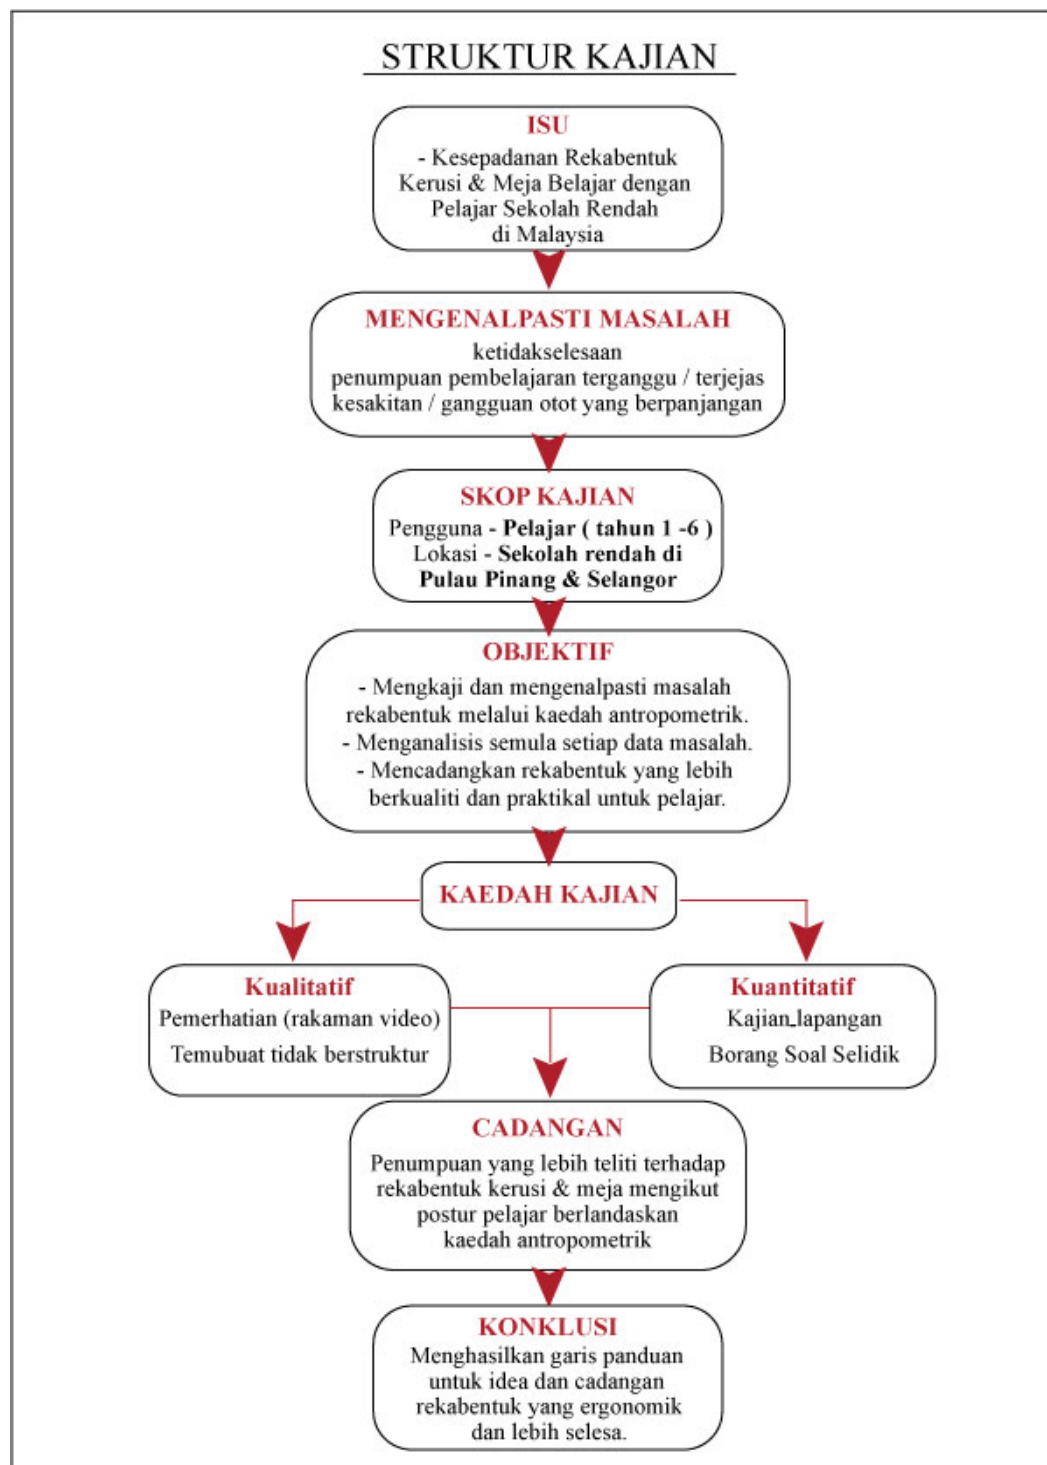 STRUKTUR KAJIAN
ISU
- Kesepadanan Rekabentuk
Kerusi & Meja Belajar dengan
Pelajar Sekolah Rendah
di Malaysia
MENGENALPASTI MASALAH
ketidakselesaan
penumpuan pembelajaran terganggu / terjejas
kesakitan / gangguan otot yang berpanjangan
SKOP KAJIAN
Pengguna - Pelajar ( tahun 1 -6 )
Lokasi - Sekolah rendah di
Pulau Pinang & Selangor
OBJEKTIF
- Mengkaji dan mengenalpasti masalah
rekabentuk melalui kaedah antropometrik.
- Menganalisis semula setiap data masalah.
- Mencadangkan rekabentuk yang lebih
berkualiti dan praktikal untuk pelajar.
KAEDAH KAJIAN
Kualitatif
Pemerhatian (rakaman video)
Temubuat tidak berstruktur
Kuantitatif
Kajian lapangan
Borang Soal Selidik
CADANGAN
Penumpuan yang lebih teliti terhadap
rekabentuk kerusi & meja mengikut
postur pelajar berlandaskan
kaedah antropometrik
KONKLUSI
Menghasilkan garis panduan
untuk idea dan cadangan
rekabentuk yang ergonomik
dan lebih selesa.